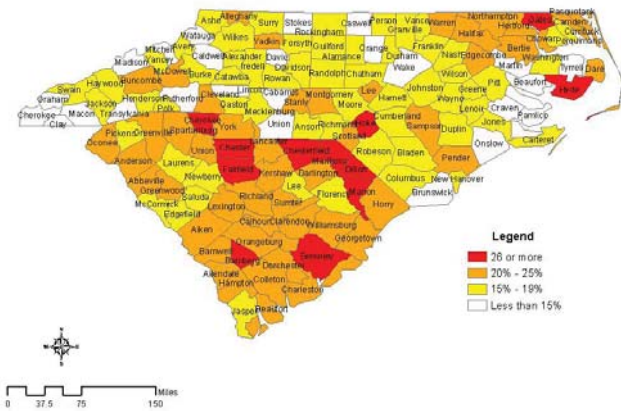 Ashe Alleghany Surry Stokes Caswell Person Vance Warren Northampton Gates Pasquotank
Camden
Watauga Wilkes Rockingham Granville Halifax Hertford Currituck
Chowan Perquimans
Mitchell Avery Yadkin Forsyth Guilford Orange Franklin Bertie
Madison Yancey Caldwell Alexander Davie Alamance Durham Nash Edgecombe Washington
Iredell Davidson Wake Martin Tyrrell Dare
Buncombe McDowell Burke Catawba Rowan Randolph Chatham Wilson Pitt Beaufort
Haywood Swain Rutherford Lincoln Cabarrus Johnston Greene Hyde
Graham Jackson Henderson Polk Cleveland Gaston Stanly Montgomery Lee Harnett Wayne Lenoir Craven
Cherokee Clay Macon Transylvania Mecklenburg Moore Pamlico
Pickens Greenville Spartanburg Cherokee York Union Anson Richmond Hoke Cumberland Sampson Duplin Jones Carteret
Oconee Scotland Onslow
Union Chester Lancaster Chesterfield Marlboro Robeson Bladen Pender
Anderson Laurens Fairfield Kershaw Darlington Dillon Columbus New Hanover
Abbeville Newberry Lee Florence Marion Brunswick
Greenwood Saluda Richland Sumter Horry
McCormick Lexington
Edgefield Calhoun Clarendon Williamsburg
Aiken Georgetown
Orangeburg
Barnwell Bamberg Berkeley
Allendale Dorchester
Hampton Colleton Charleston
Jasper Beaufort
Legend
26 or more
20% - 25%
15% - 19%
Less than 15%
Miles
0 37.5 75 150